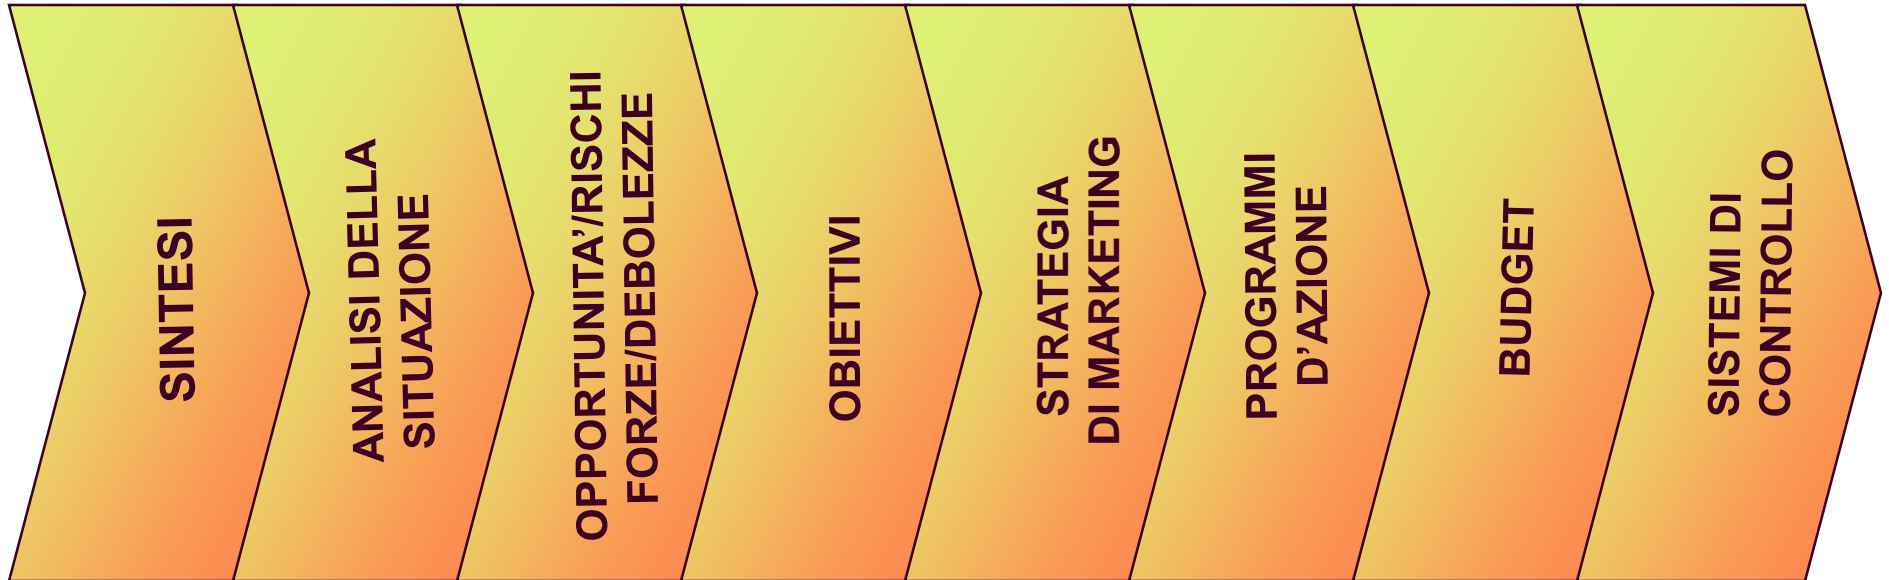 SINTESI
ANALISI DELLA
SITUAZIONE
OPPORTUNITA’/RISCHI
FORZE/DEBOLEZZE
OBIETTIVI
STRATEGIA
DI MARKETING
PROGRAMMI
D’AZIONE
BUDGET
SISTEMI DI
CONTROLLO